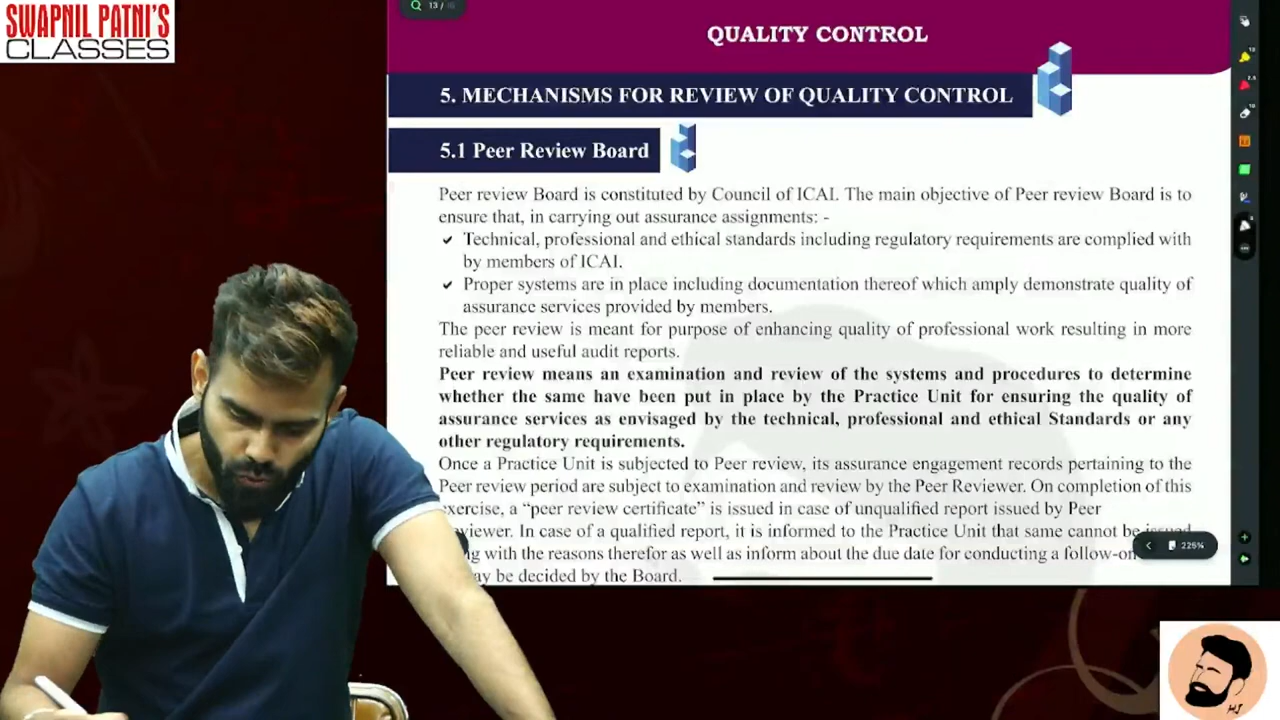 SWAPNIL PATNI'S
CLASSES
13 /
QUALITY CONTROL
5. MECHANISMS FOR REVIEW OF QUALITY CONTROL
5.1 Peer Review Board
Peer review Board is constituted by Council of ICAI. The main objective of Peer review Board is to
ensure that, in carrying out assurance assignments: -
✓ Technical, professional and ethical standards including regulatory requirements are complied with
by members of ICAI.
✓ Proper systems are in place including documentation thereof which amply demonstrate quality of
assurance services provided by members.
The peer review is meant for purpose of enhancing quality of professional work resulting in more
reliable and useful audit reports.
Peer review means an examination and review of the systems and procedures to determine
whether the same have been put in place by the Practice Unit for ensuring the quality of
assurance services as envisaged by the technical, professional and ethical Standards or any
other regulatory requirements.
Once a Practice Unit is subjected to Peer review, its assurance engagement records pertaining to the
Peer review period are subject to examination and review by the Peer Reviewer. On completion of this
exercise, a “peer review certificate” is issued in case of unqualified report issued by Peer
In case of a qualified report, it is informed to the Practice Unit that same cannot be issued
with the reasons therefor as well as inform about the due date for conducting a follow-on
be decided by the Board.
225%